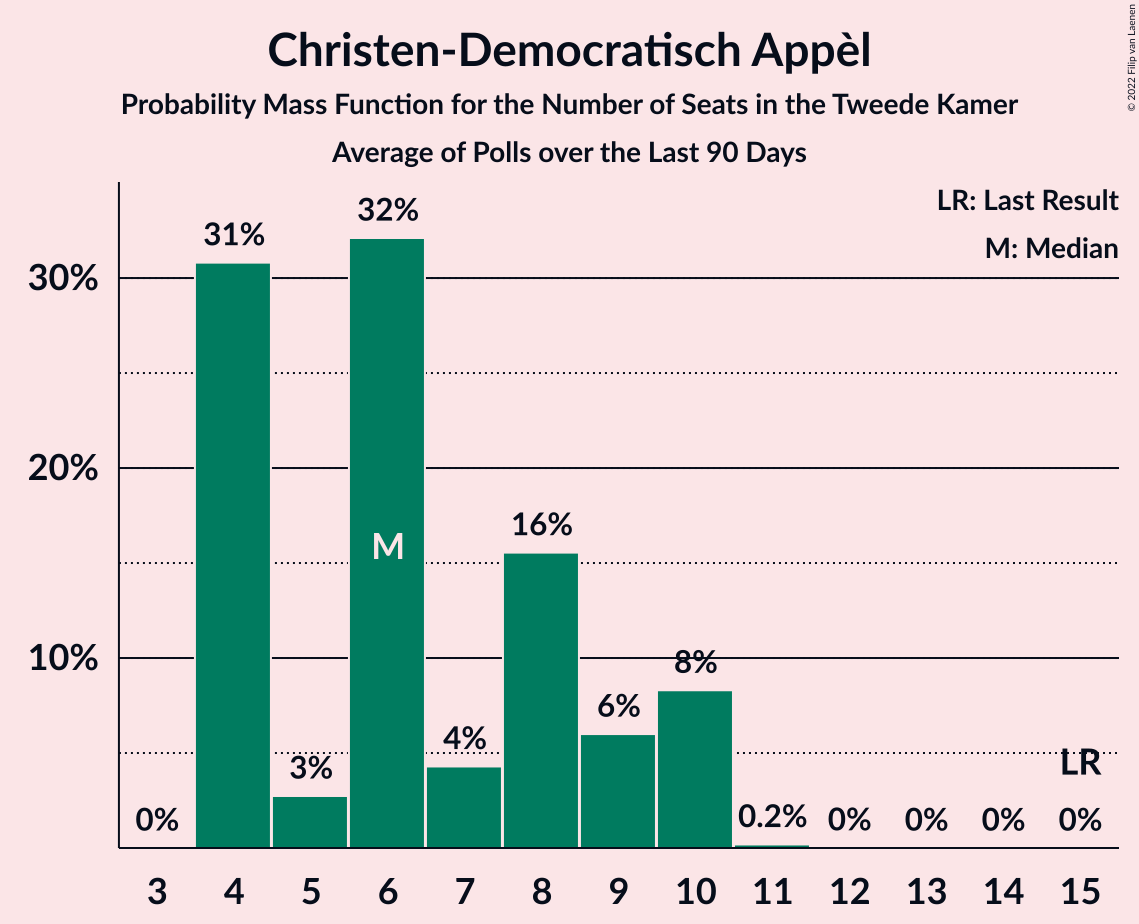 Christen-Democratisch Appèl
Probability Mass Function for the Number of Seats in the Tweede Kamer
Average of Polls over the Last 90 Days
© 2022 Filip van Laenen
LR: Last Result
M: Median
30%
20%
10%
0%
31%
3%
32%
M
4%
16%
6%
8%
0.2%
0%
0%
0%
LR
0%
3 4 5 6 7 8 9 10 11 12 13 14 15